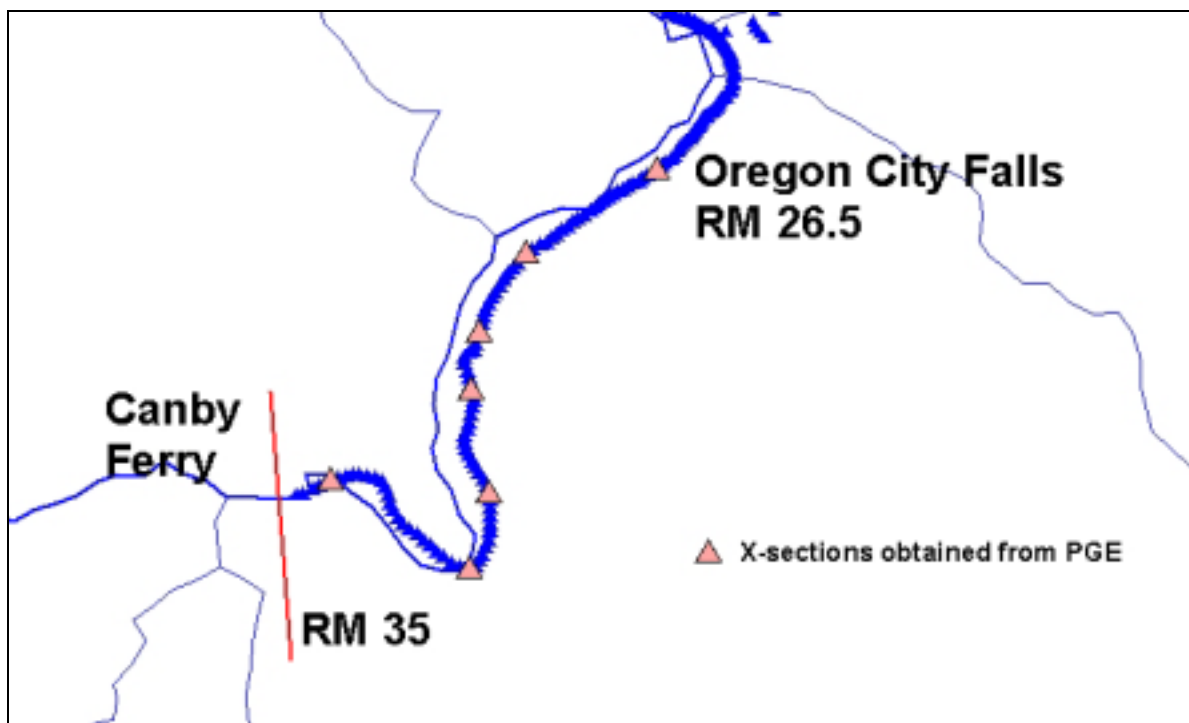 Oregon City Falls
RM 26.5
Canby
Ferry
X-sections obtained from PGE
RM 35